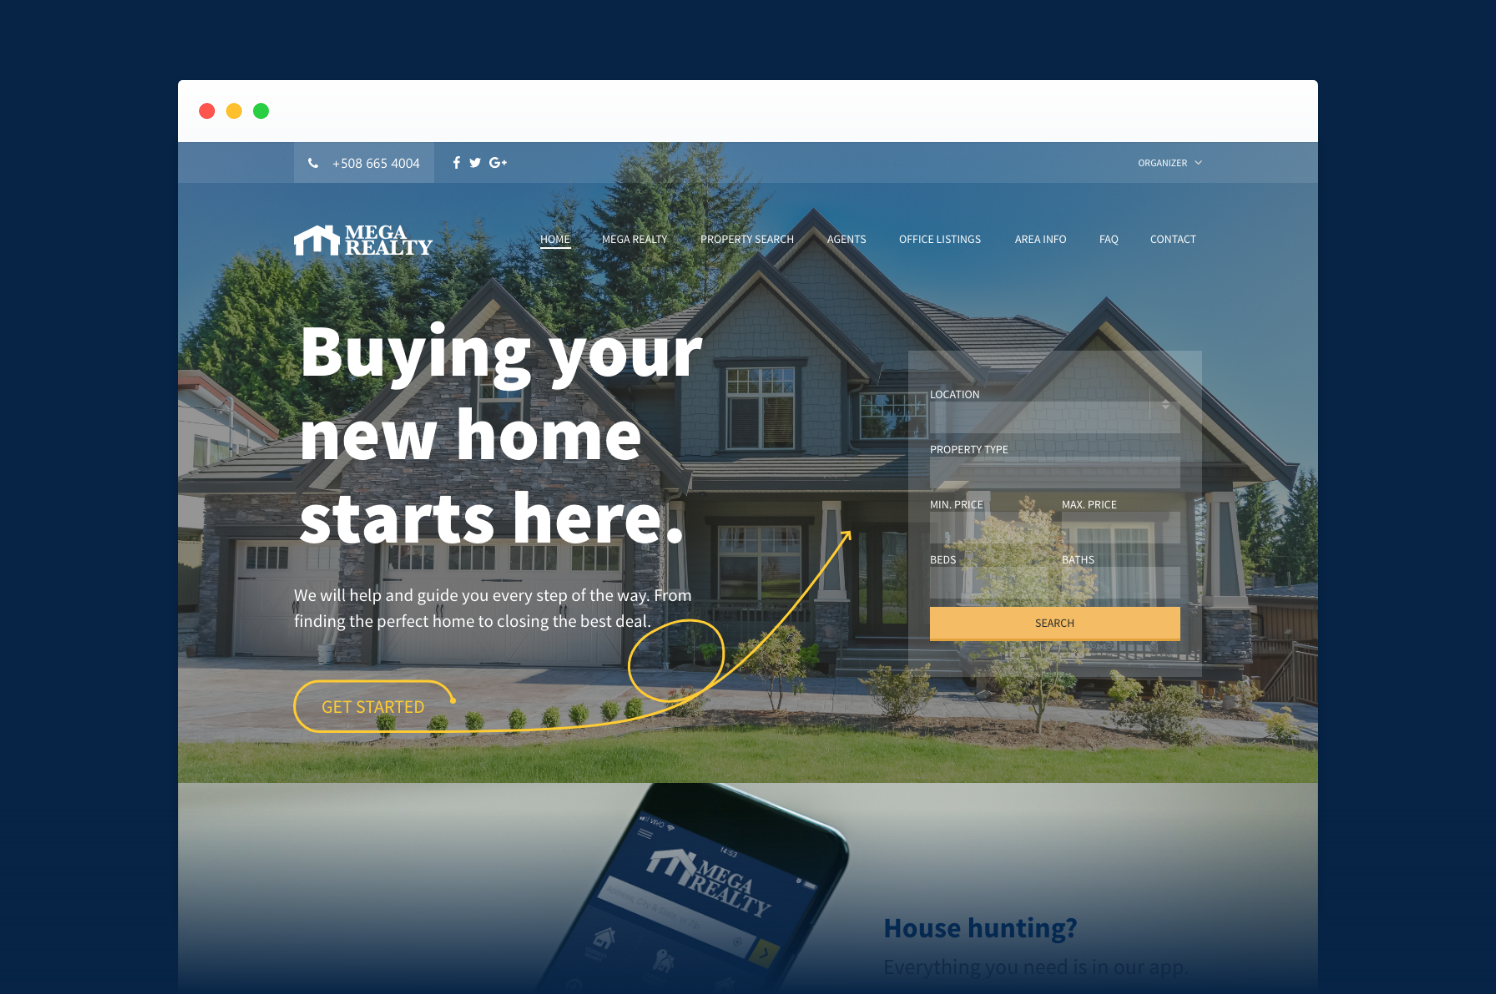 +508 665 4004
ORGANIZER
MEGA
REALTY
HOME MEGA REALTY PROPERTY SEARCH AGENTS OFFICE LISTINGS AREA INFO FAQ CONTACT
Buying your
new home
starts here.
We will help and guide you every step of the way. From
finding the perfect home to closing the best deal.
GET STARTED
LOCATION
PROPERTY TYPE
MIN. PRICE MAX. PRICE
BEDS BATHS
SEARCH
14:53
MEGA
REALTY
House hunting?
Everything you need is in our app.